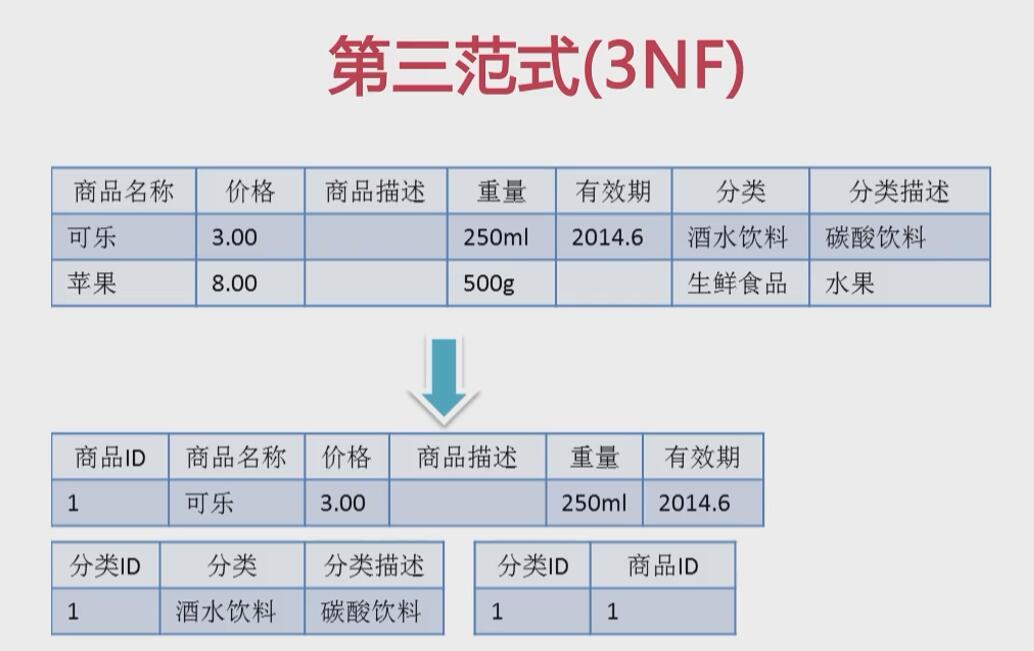 第三范式(3NF)
商品名称 价格 商品描述 重量 有效期 分类 分类描述
可乐 3.00 250ml 2014.6 酒水饮料 碳酸饮料
苹果 8.00 500g 生鲜食品 水果
商品ID 商品名称 价格 商品描述 重量 有效期
1 可乐 3.00 250ml 2014.6
分类ID 分类 分类描述
1 酒水饮料 碳酸饮料
分类ID 商品ID
1 1